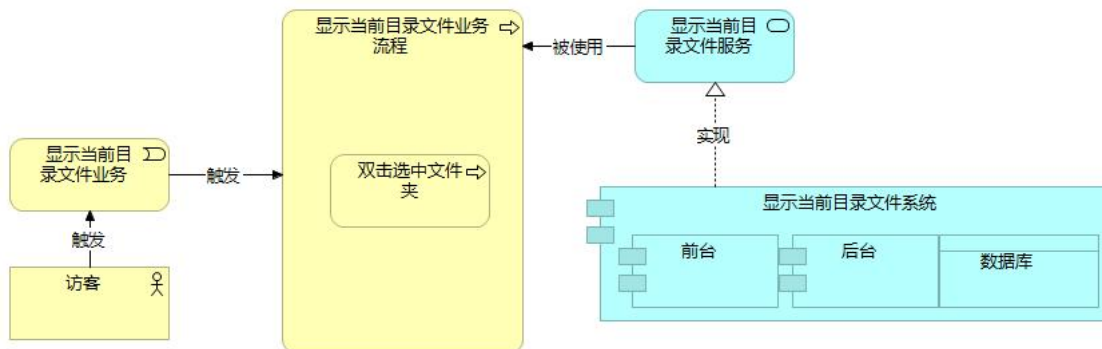 显示当前目录文件业务
流程
被使用
显示当前目
录文件服务
实现
显示当前目
录文件业务
触发
双击选中文件
夹
触发
访客
显示当前目录文件系统
前台
后台
数据库